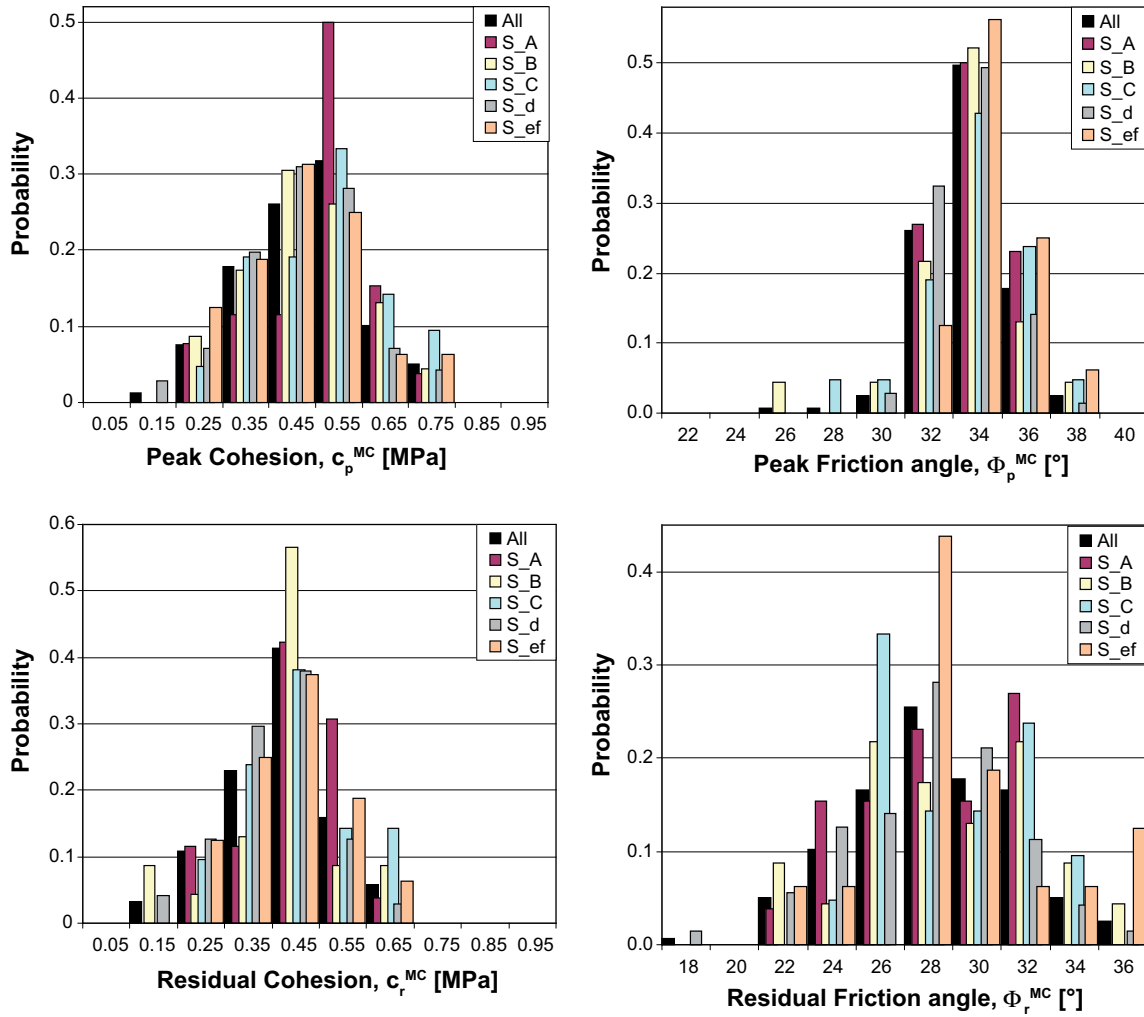 0.5
0.4
0.3
0.2
0.1
0
Probability
All
S_A
S_B
S_C
S_d
S_ef
0.05 0.15 0.25 0.35 0.45 0.55 0.65 0.75 0.85 0.95
Peak Cohesion, c_p^MC [MPa]
0.5
0.4
0.3
0.2
0.1
0.0
Probability
All
S_A
S_B
S_C
S_d
S_ef
22 24 26 28 30 32 34 36 38 40
Peak Friction angle, Φ_p^MC [°]
0.6
0.5
0.4
0.3
0.2
0.1
0
Probability
All
S_A
S_B
S_C
S_d
S_ef
0.05 0.15 0.25 0.35 0.45 0.55 0.65 0.75 0.85 0.95
Residual Cohesion, c_r^MC [MPa]
0.4
0.3
0.2
0.1
0.0
Probability
All
S_A
S_B
S_C
S_d
S_ef
18 20 22 24 26 28 30 32 34 36
Residual Friction angle, Φ_r^MC [°]